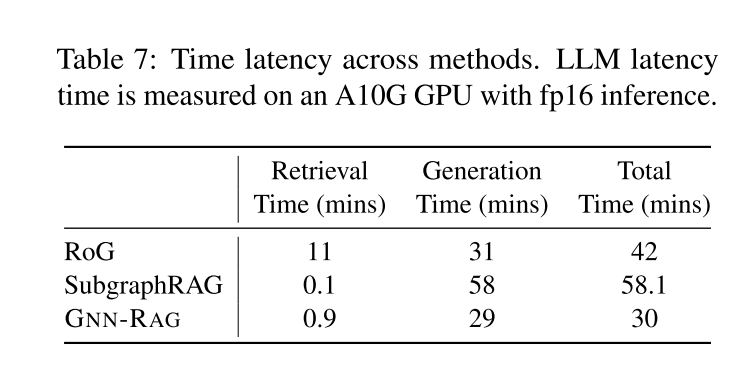 Table 7: Time latency across methods. LLM latency
time is measured on an A10G GPU with fp16 inference.
Retrieval Generation Total
Time (mins) Time (mins) Time (mins)
RoG 11 31 42
SubgraphRAG 0.1 58 58.1
GNN-RAG 0.9 29 30